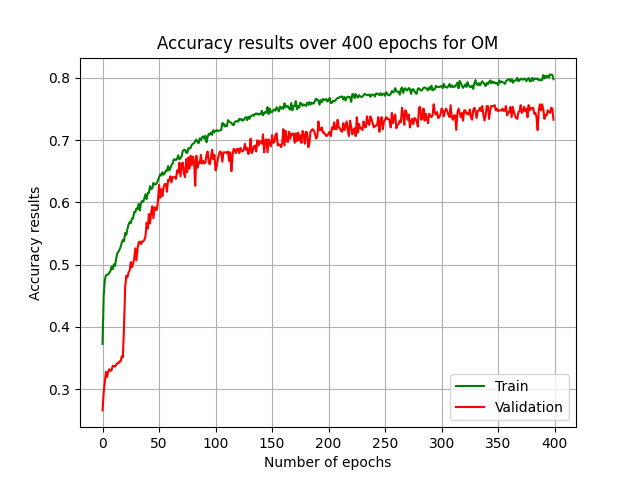 Accuracy results over 400 epochs for OM
Accuracy results
0.8
0.7
0.6
0.5
0.4
0.3
0 50 100 150 200 250 300 350 400
Number of epochs
Train
Validation